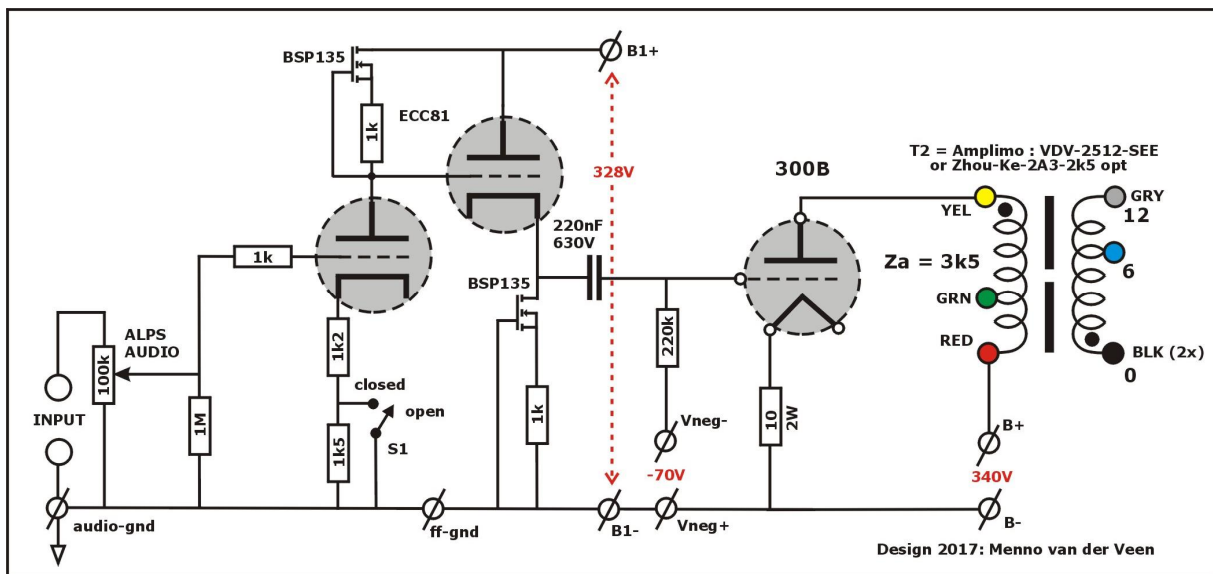 BSP135
1k
ECC81
B1+
328V
300B
T2 = Amplimo : VDV-2512-SEE
or Zhou-Ke-2A3-2k5 opt
YEL
GRY
12
Za = 3k5
6
GRN
RED
BLK (2x)
0
1k
220nF
630V
BSP135
1k2
ALPS
AUDIO
100k
INPUT
1M
closed
open
S1
1k5
1k
220k
Vneg-
-70V
10
2W
B+
340V
audio-gnd
ff-gnd
B1-
Vneg+
B-
Design 2017: Menno van der Veen